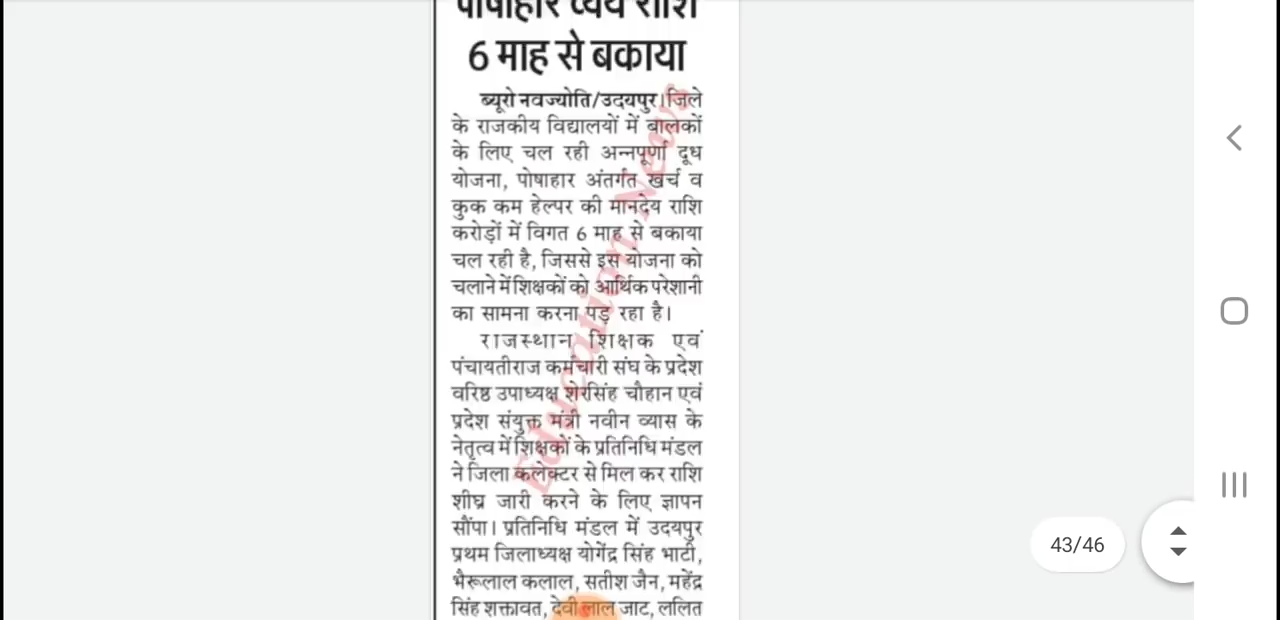 पोषाहार व्यय राशि
6 माह से बकाया
ब्यूरो नवज्योति/उदयपुर। जिले
के राजकीय विद्यालयों में बालकों
के लिए चल रही अन्नपूर्णा दूध
योजना, पोषाहार अंतर्गत खर्च व
कुक कम हेल्पर की मानदेय राशि
करोड़ों में विगत 6 माह से बकाया
चल रही है, जिससे इस योजना को
चलाने में शिक्षकों को आर्थिक परेशानी
का सामना करना पड़ रहा है।
राजस्थान शिक्षक एवं
पंचायतीराज कर्मचारी संघ के प्रदेश
वरिष्ठ उपाध्यक्ष शेरसिंह चौहान एवं
प्रदेश संयुक्त मंत्री नवीन व्यास के
नेतृत्व में शिक्षकों के प्रतिनिधि मंडल
ने जिला कलेक्टर से मिल कर राशि
शीघ्र जारी करने के लिए ज्ञापन
सौंपा। प्रतिनिधि मंडल में उदयपुर
प्रथम जिलाध्यक्ष योगेंद्र सिंह भाटी,
भैरूलाल कलाल, सतीश जैन, महेंद्र
सिंह शक्तावत, देवी लाल जाट, ललित
Education News
43/46